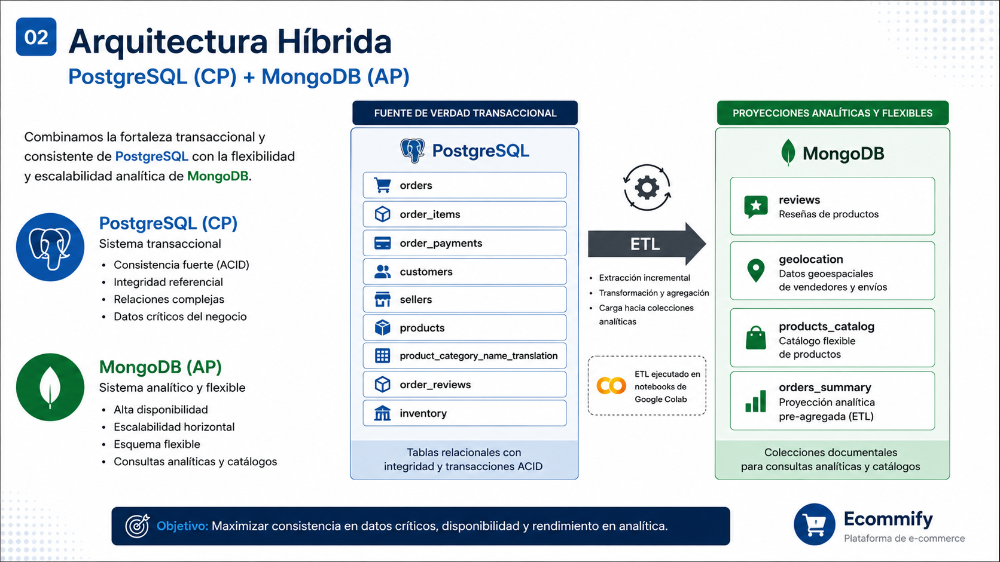 02
Arquitectura Híbrida
PostgreSQL (CP) + MongoDB (AP)
Combinamos la fortaleza transaccional y
consistente de PostgreSQL con la flexibilidad
y escalabilidad analítica de MongoDB.
PostgreSQL (CP)
Sistema transaccional
• Consistencia fuerte (ACID)
• Integridad referencial
• Relaciones complejas
• Datos críticos del negocio
MongoDB (AP)
Sistema analítico y flexible
• Alta disponibilidad
• Escalabilidad horizontal
• Esquema flexible
• Consultas analíticas y catálogos
FUENTE DE VERDAD TRANSACCIONAL
PostgreSQL
orders
order_items
order_payments
customers
sellers
products
product_category_name_translation
order_reviews
inventory
Tablas relacionales con
integridad y transacciones ACID
ETL
• Extracción incremental
• Transformación y agregación
• Carga hacia colecciones
analíticas
ETL ejecutado en
notebooks de
Google Colab
PROYECCIONES ANALÍTICAS Y FLEXIBLES
MongoDB
reviews
Reseñas de productos
geolocation
Datos geoespaciales
de vendedores y envíos
products_catalog
Catálogo flexible
de productos
orders_summary
Proyección analítica
pre-agregada (ETL)
Colecciones documentales
para consultas analíticas y catálogos
Objetivo: Maximizar consistencia en datos críticos, disponibilidad y rendimiento en analítica.
Ecommify
Plataforma de e-commerce